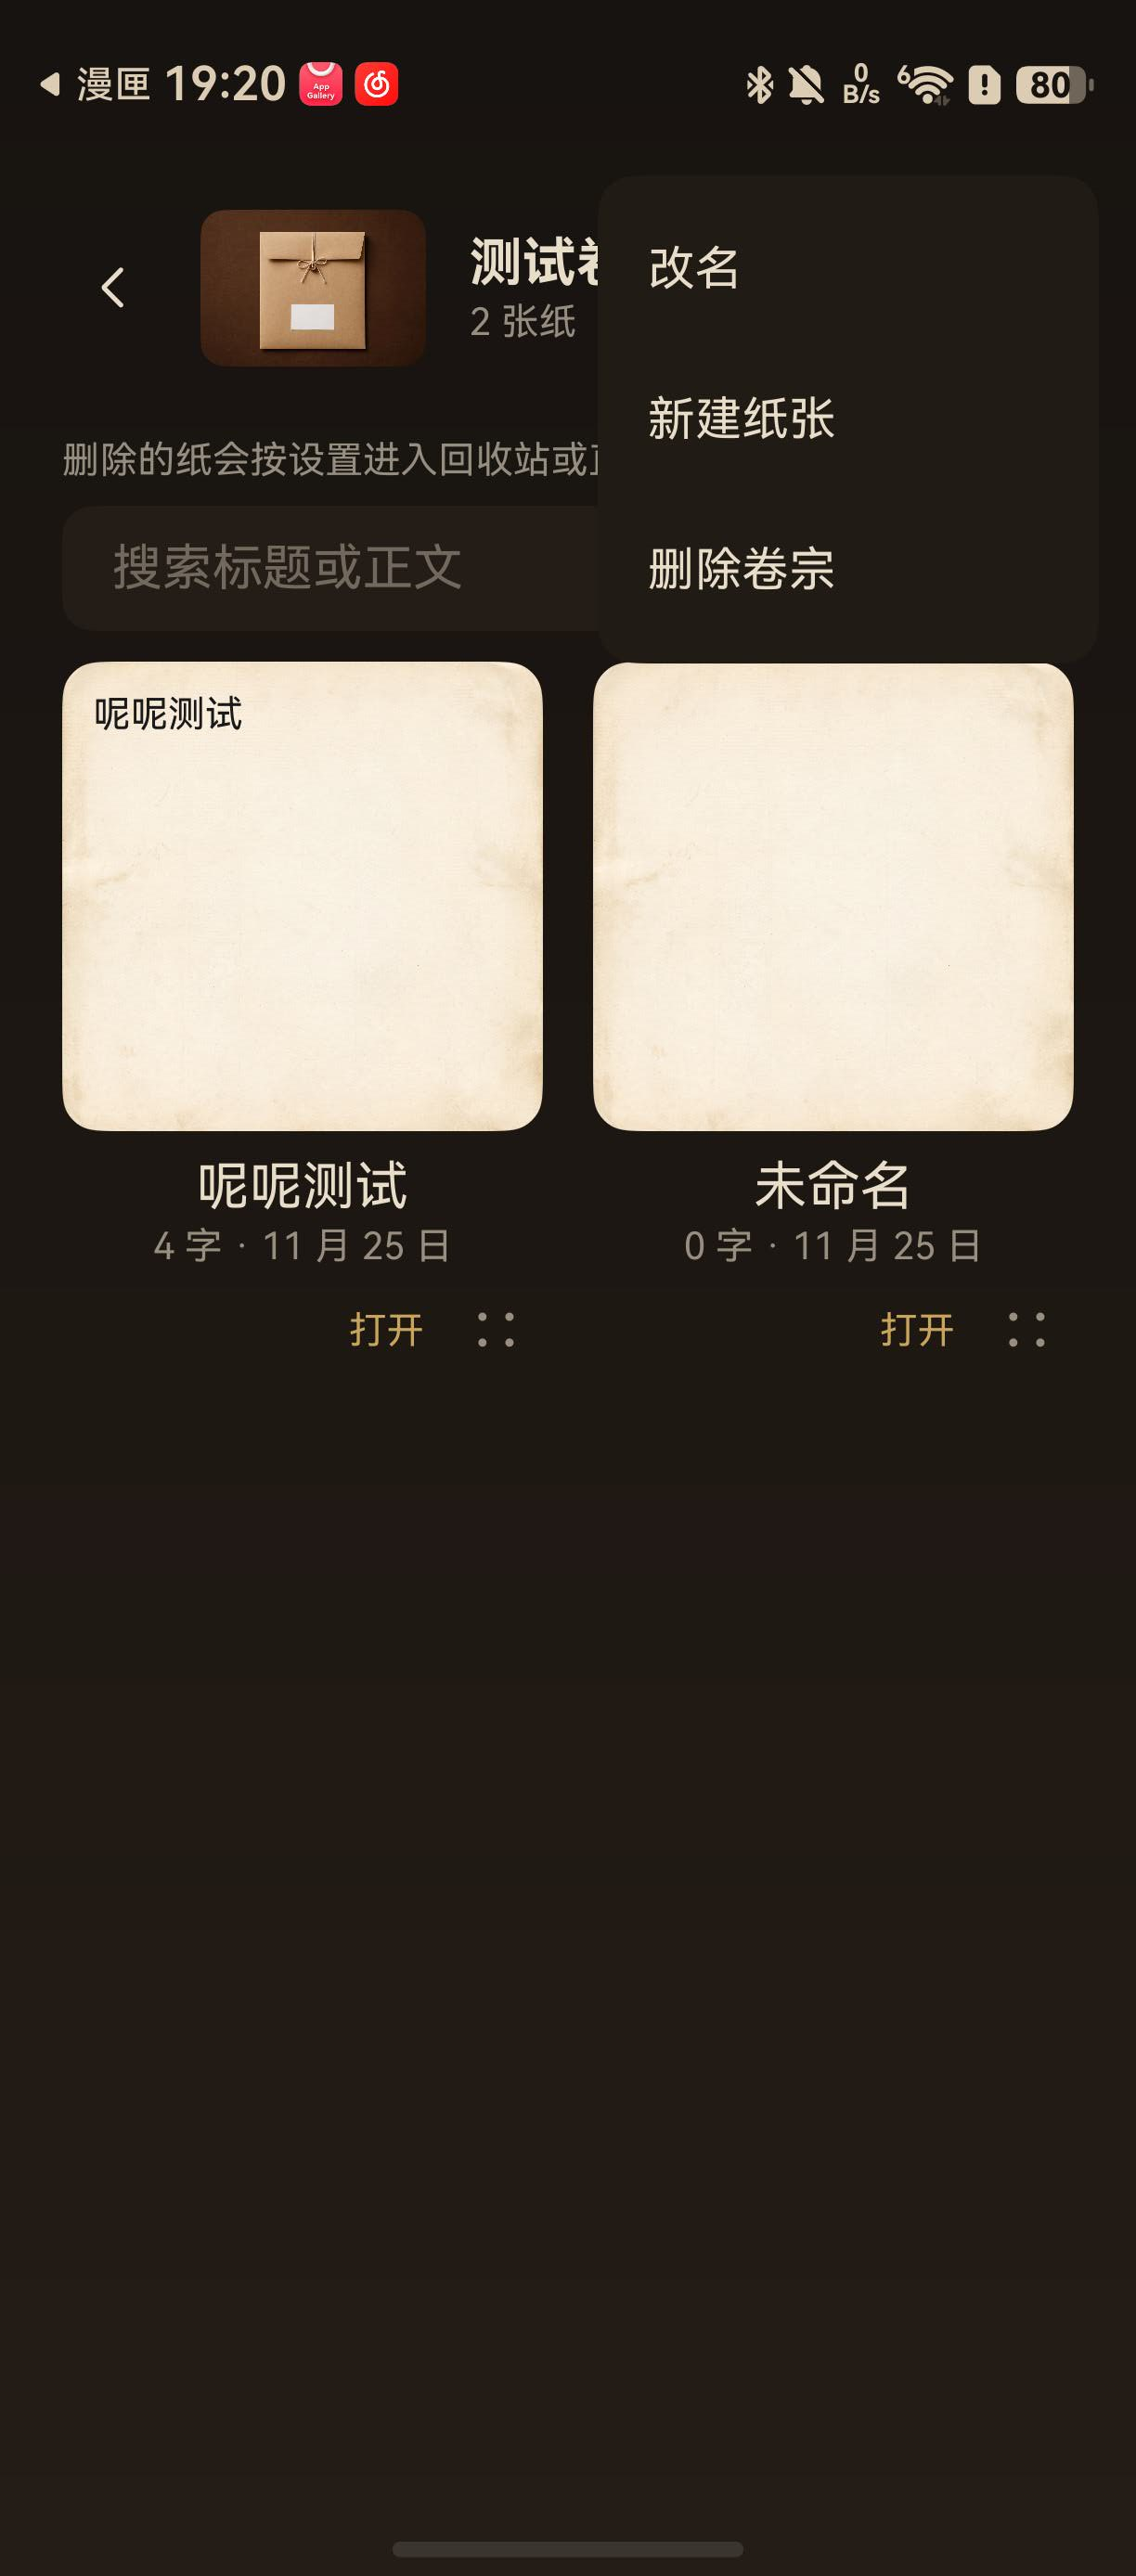 漫匣 19:20 App Gallery 0 B/s 6 80
测试
2 张纸
删除的纸会按设置进入回收站或
搜索标题或正文
改名
新建纸张
删除卷宗
呢呢测试
呢呢测试
4 字 · 11 月 25 日
打开
未命名
0 字 · 11 月 25 日
打开